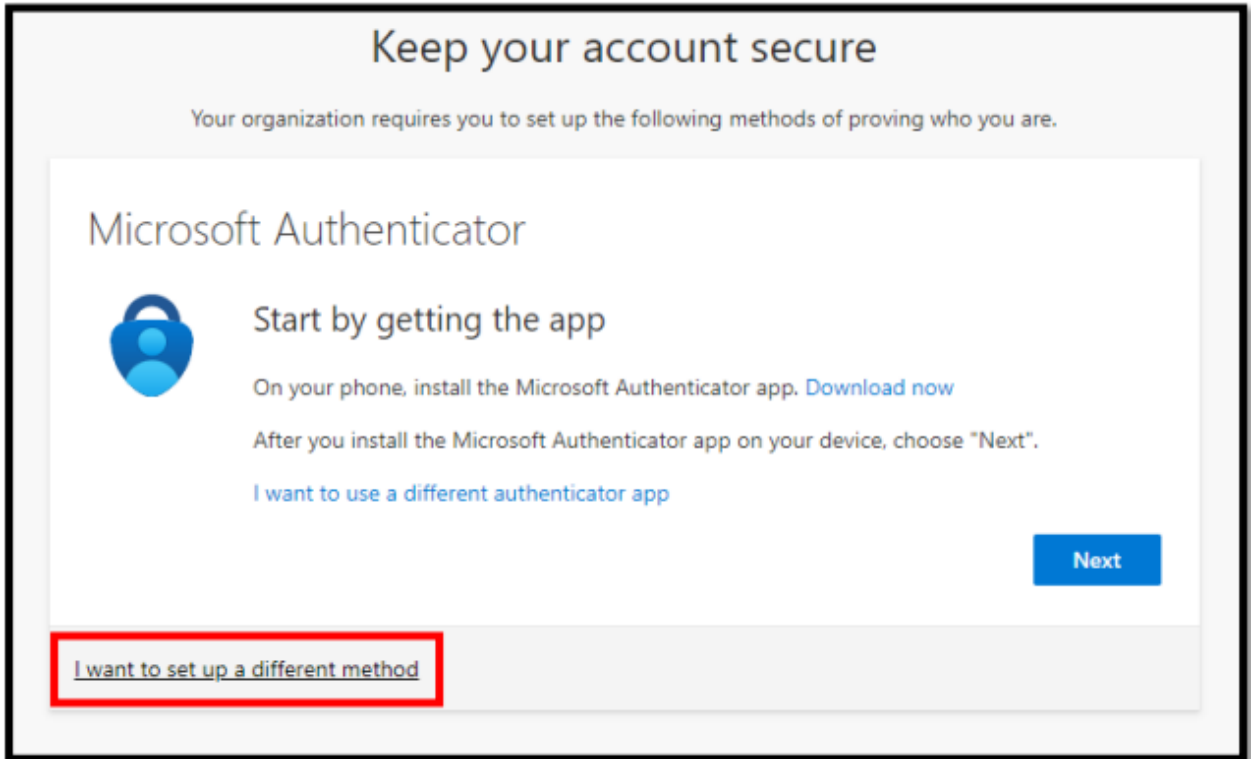 Keep your account secure
Your organization requires you to set up the following methods of proving who you are.
Microsoft Authenticator
Start by getting the app
On your phone, install the Microsoft Authenticator app. Download now
After you install the Microsoft Authenticator app on your device, choose "Next".
I want to use a different authenticator app
Next
I want to set up a different method